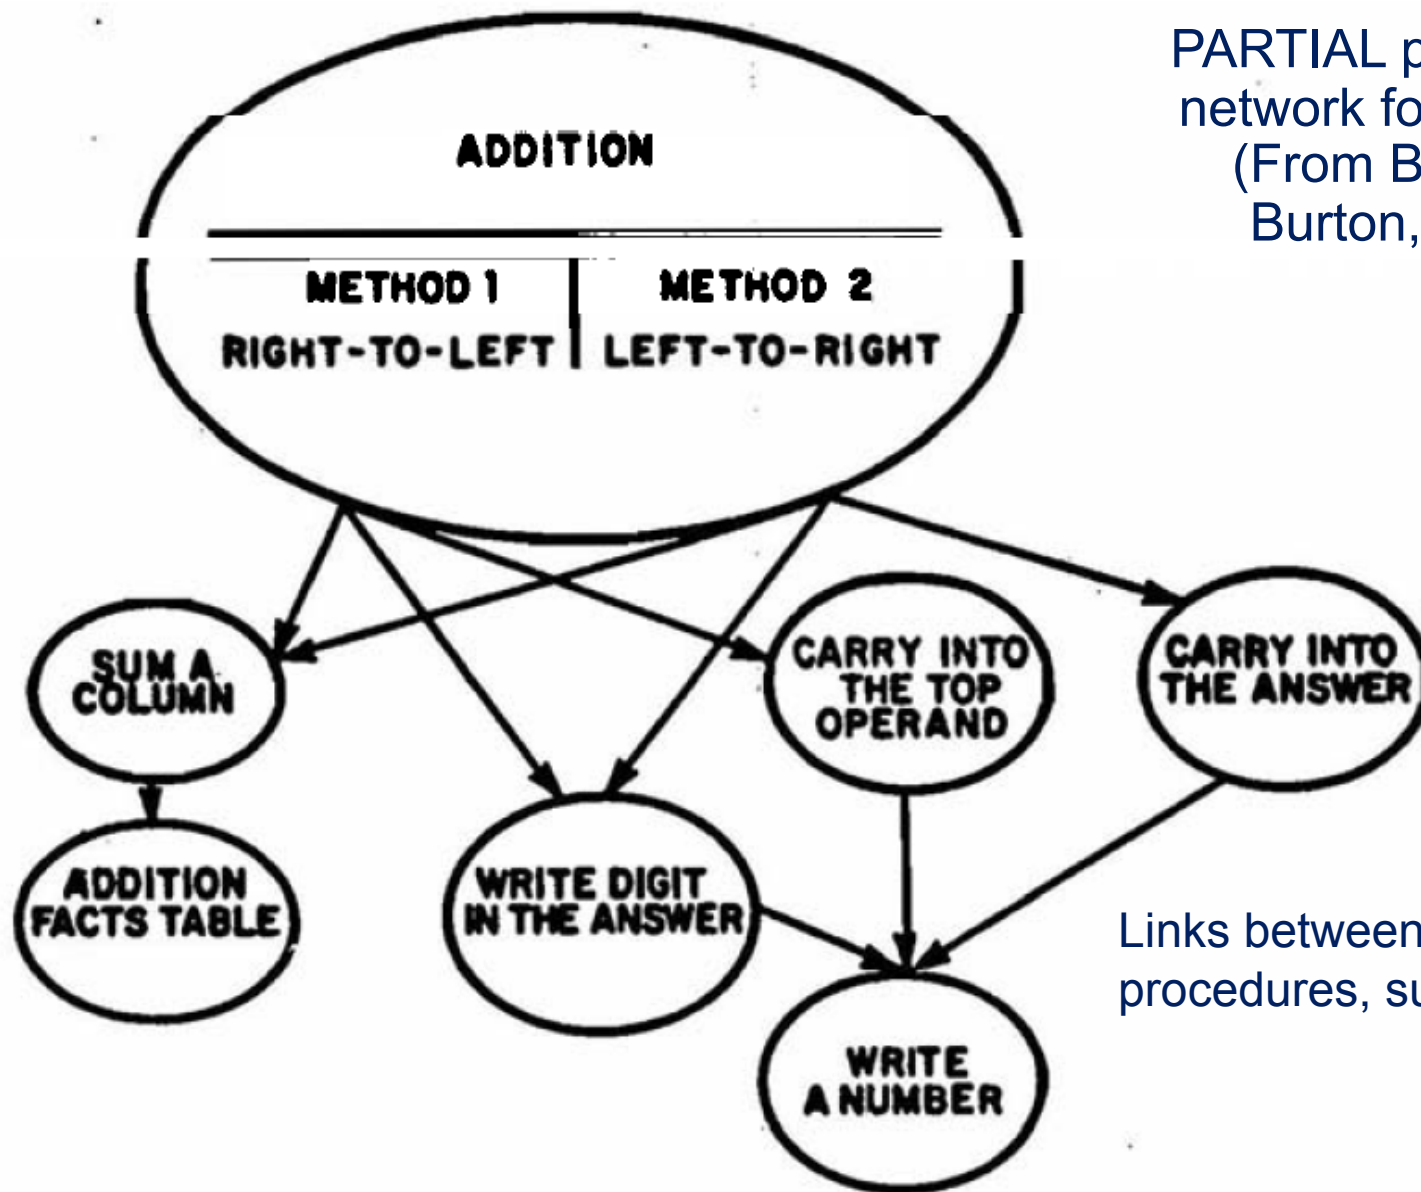 PARTIAL p
network fo
(From B
Burton,
ADDITION
METHOD 1
METHOD 2
RIGHT-TO-LEFT
LEFT-TO-RIGHT
SUM A
COLUMN
CARRY INTO
THE TOP
OPERAND
CARRY INTO
THE ANSWER
ADDITION
FACTS TABLE
WRITE DIGIT
IN THE ANSWER
Links between
procedures, su
WRITE
A NUMBER